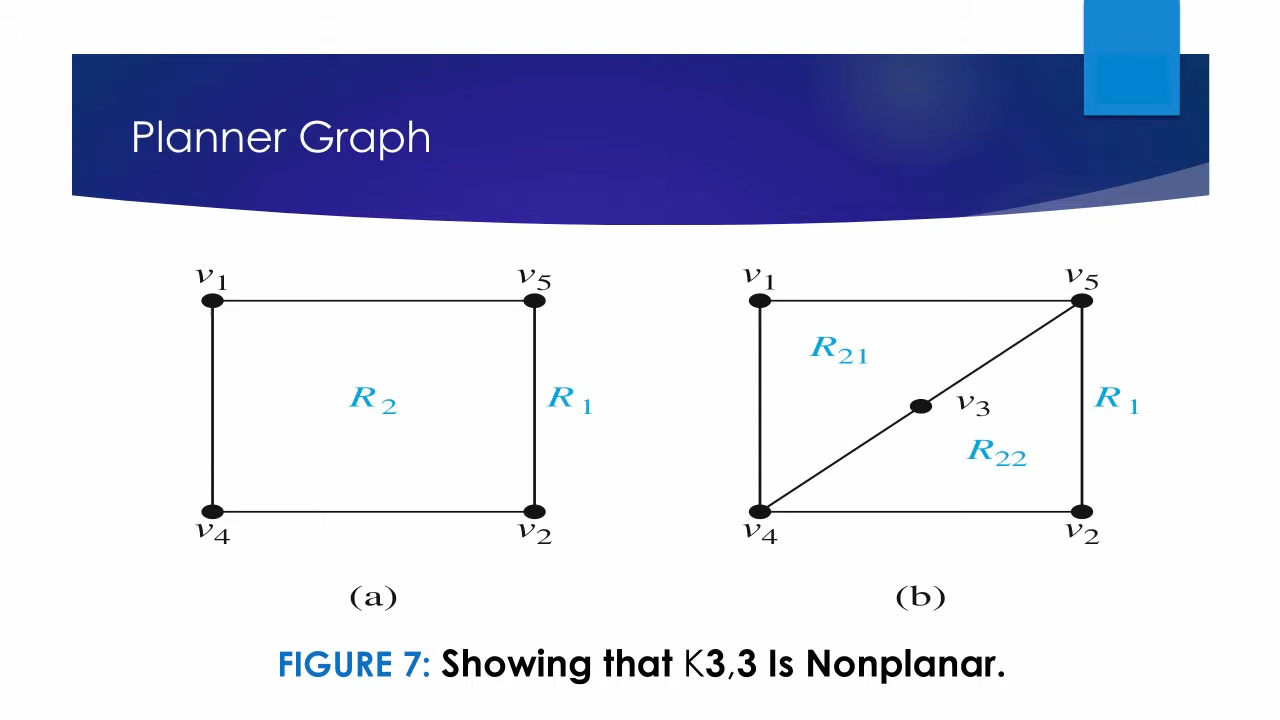 Planner Graph
v1 v5 v1 v5
R21
R2 R1 v3 R1
R22
v4 v2 v4 v2
(a) (b)
FIGURE 7: Showing that K3,3 Is Nonplanar.